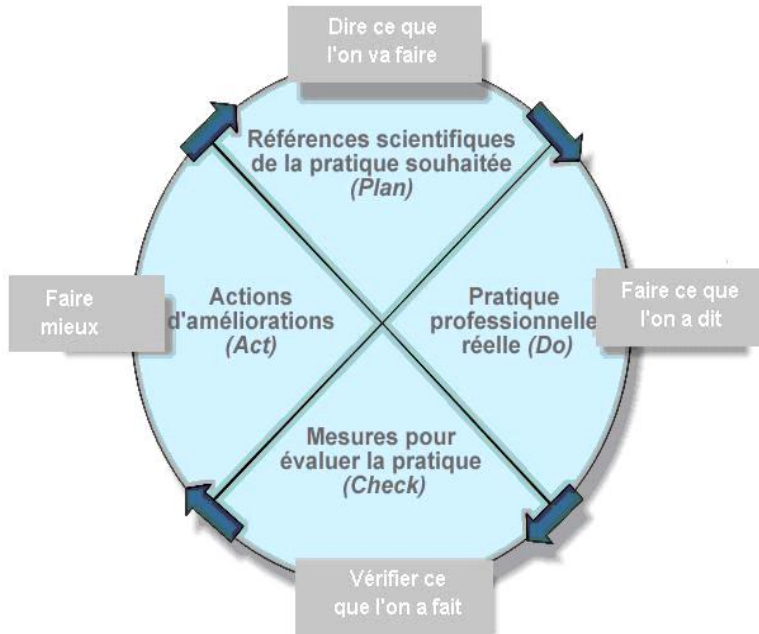 Dire ce que
l'on va faire
Références scientifiques
de la pratique souhaitée
(Plan)
Faire
mieux
Actions
d'améliorations
(Act)
Pratique
professionnelle
réelle (Do)
Faire ce que
l'on a dit
Mesures pour
évaluer la pratique
(Check)
Vérifier ce
que l'on a fait